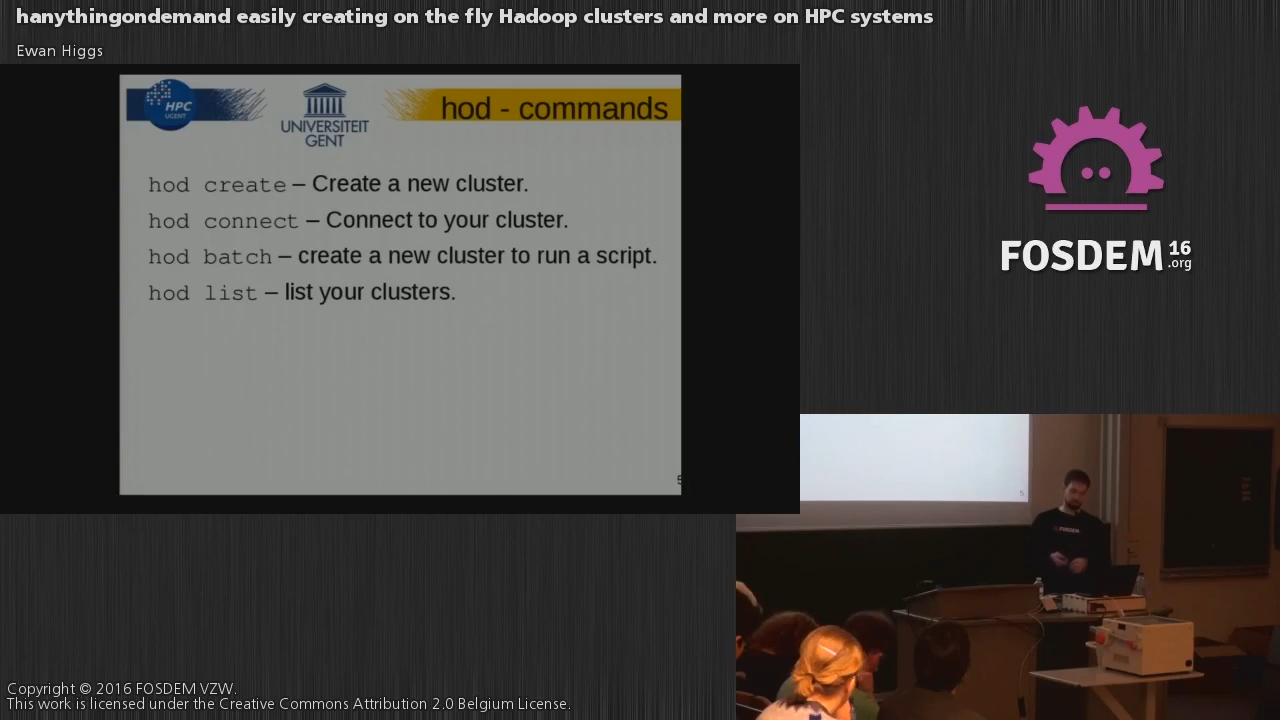 hanythingondemand easily creating on the fly Hadoop clusters and more on HPC systems
Ewan Higgs
HPC
UGENT
UNIVERSITEIT
GENT
hod - commands
hod create – Create a new cluster.
hod connect – Connect to your cluster.
hod batch – create a new cluster to run a script.
hod list – list your clusters.
5
FOSDEM 16
.org
5
FOSDEM
Copyright © 2016 FOSDEM VZW.
This work is licensed under the Creative Commons Attribution 2.0 Belgium License.